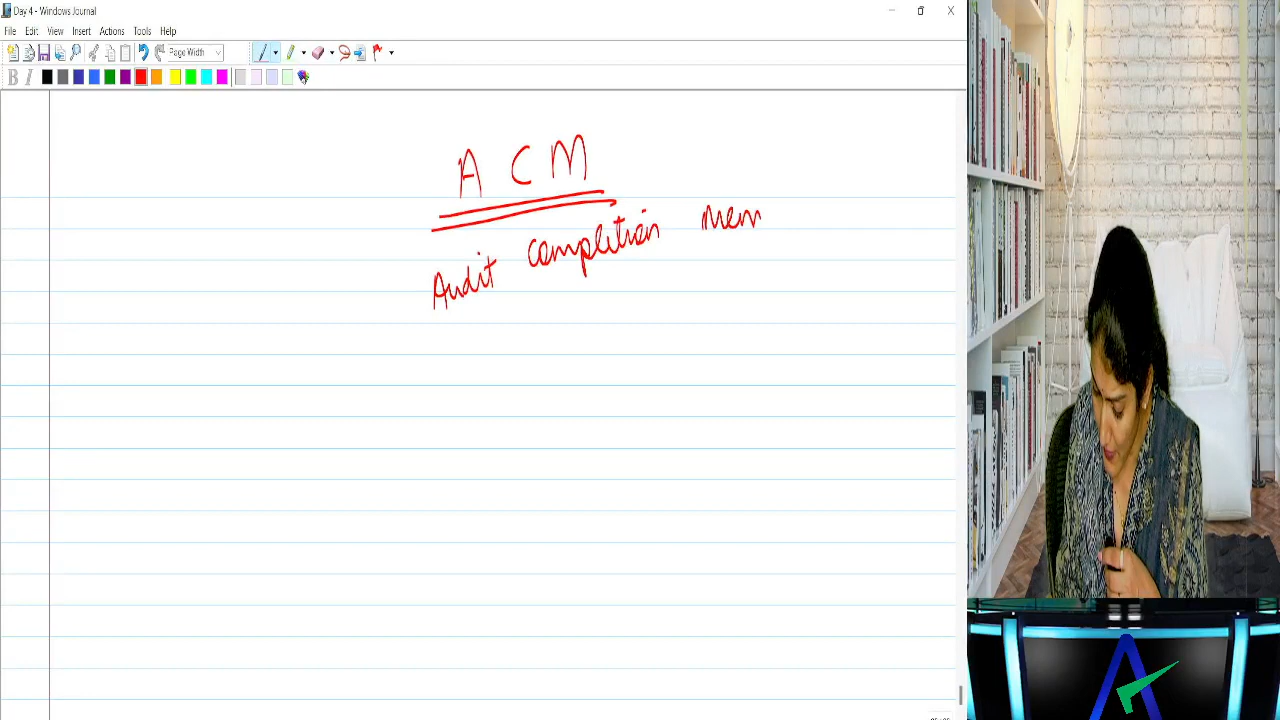 Day 4 - Windows Journal
File Edit View Insert Actions Tools Help
Page Width
B I
A C M
Audit completion Mem